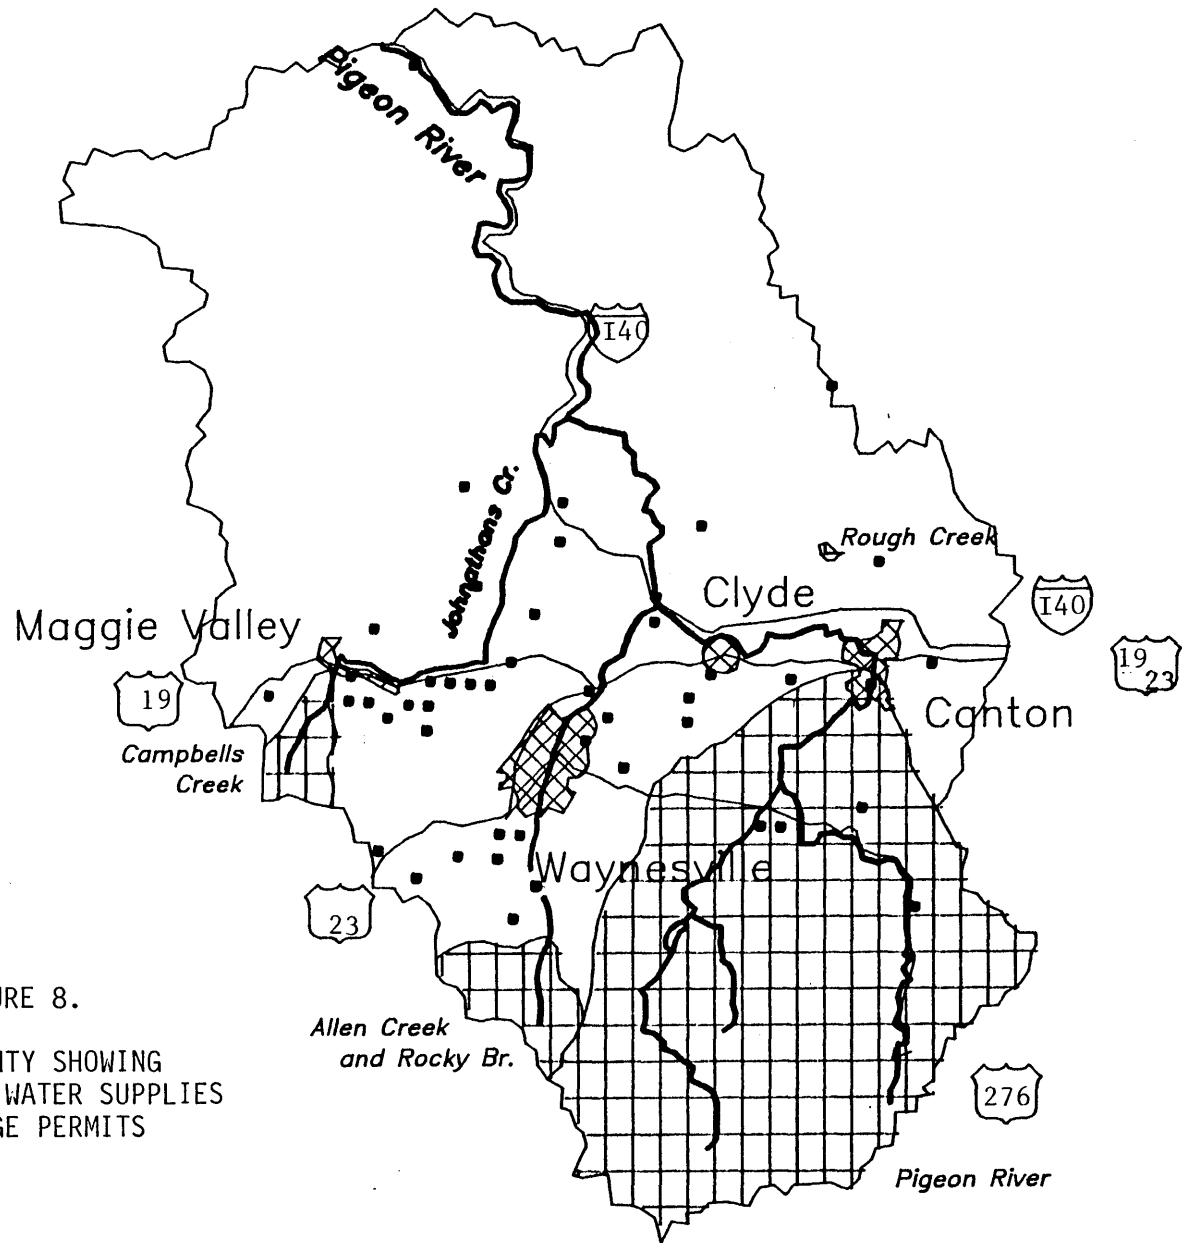 Pigeon River
I40
Johnathans Cr.
Rough Creek
Clyde
I40
Maggie Valley
19
19
23
Canton
Campbells
Creek
Waynesville
23
URE 8.
Allen Creek
and Rocky Br.
NTY SHOWING
WATER SUPPLIES
GE PERMITS
276
Pigeon River